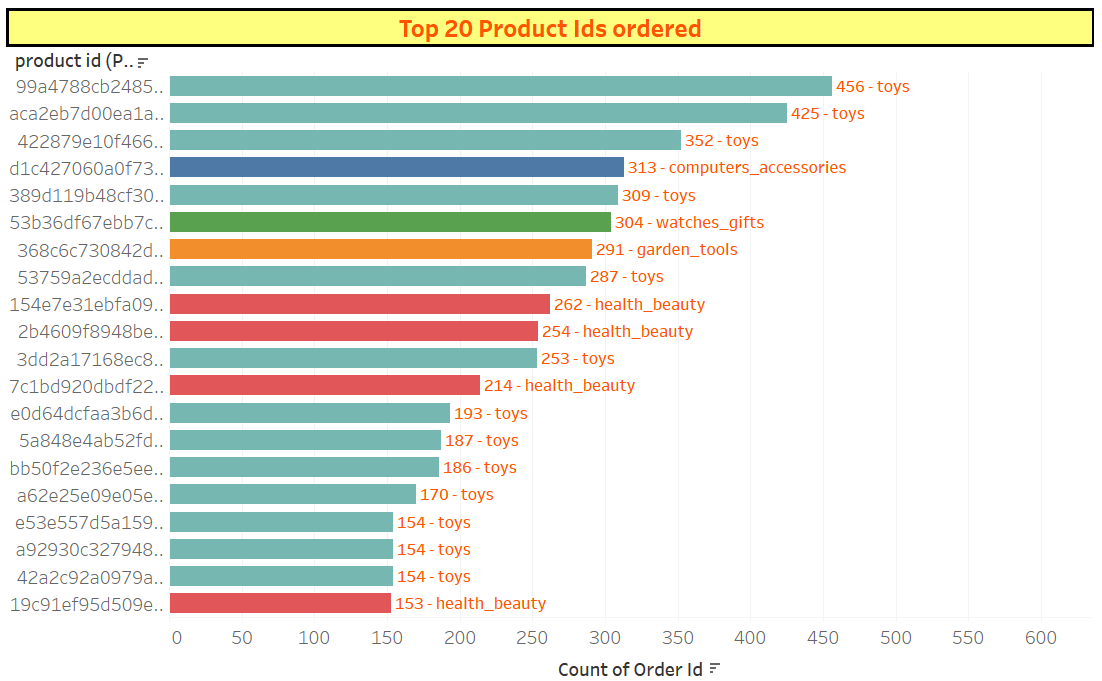 Top 20 Product Ids ordered
product id (P..
99a4788cb2485.. 456 - toys
aca2eb7d00ea1a.. 425 - toys
422879e10f466.. 352 - toys
d1c427060a0f73.. 313 - computers_accessories
389d119b48cf30.. 309 - toys
53b36df67ebb7c.. 304 - watches_gifts
368c6c730842d.. 291 - garden_tools
53759a2ecddad.. 287 - toys
154e7e31ebfa09.. 262 - health_beauty
2b4609f8948be.. 254 - health_beauty
3dd2a17168ec8.. 253 - toys
7c1bd920dbdf22.. 214 - health_beauty
e0d64dcfaa3b6d.. 193 - toys
5a848e4ab52fd.. 187 - toys
bb50f2e236e5ee.. 186 - toys
a62e25e09e05e.. 170 - toys
e53e557d5a159.. 154 - toys
a92930c327948.. 154 - toys
42a2c92a0979a.. 154 - toys
19c91ef95d509e.. 153 - health_beauty
0 50 100 150 200 250 300 350 400 450 500 550 600
Count of Order Id